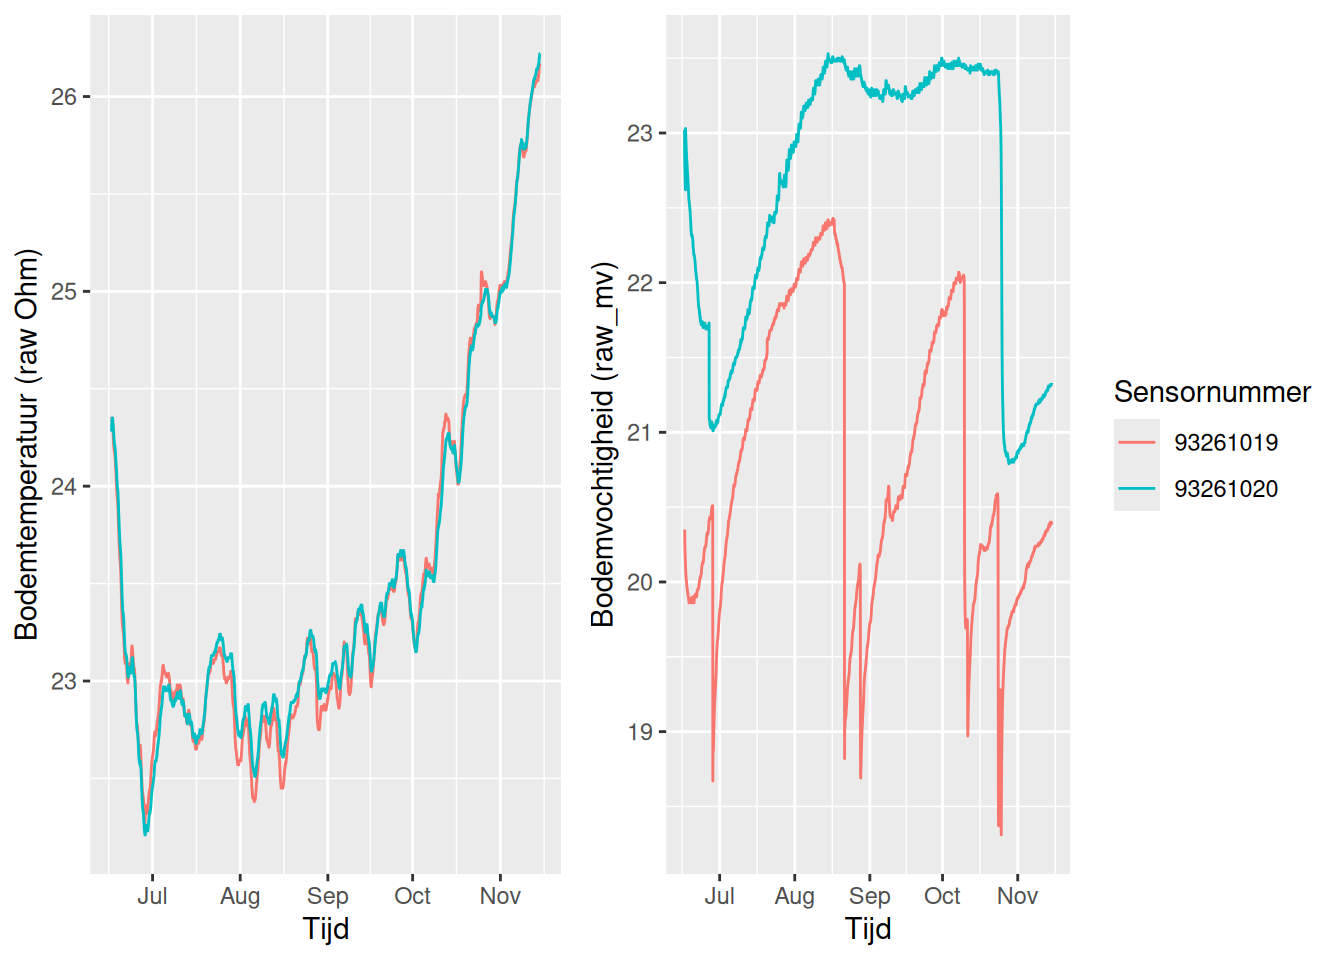 Bodemtemperatuur (raw Ohm)
26
25
24
23
Jul Aug Sep Oct Nov
Tijd
Bodemvochtigheid (raw_mv)
23
22
21
20
19
Jul Aug Sep Oct Nov
Tijd
Sensornummer
93261019
93261020